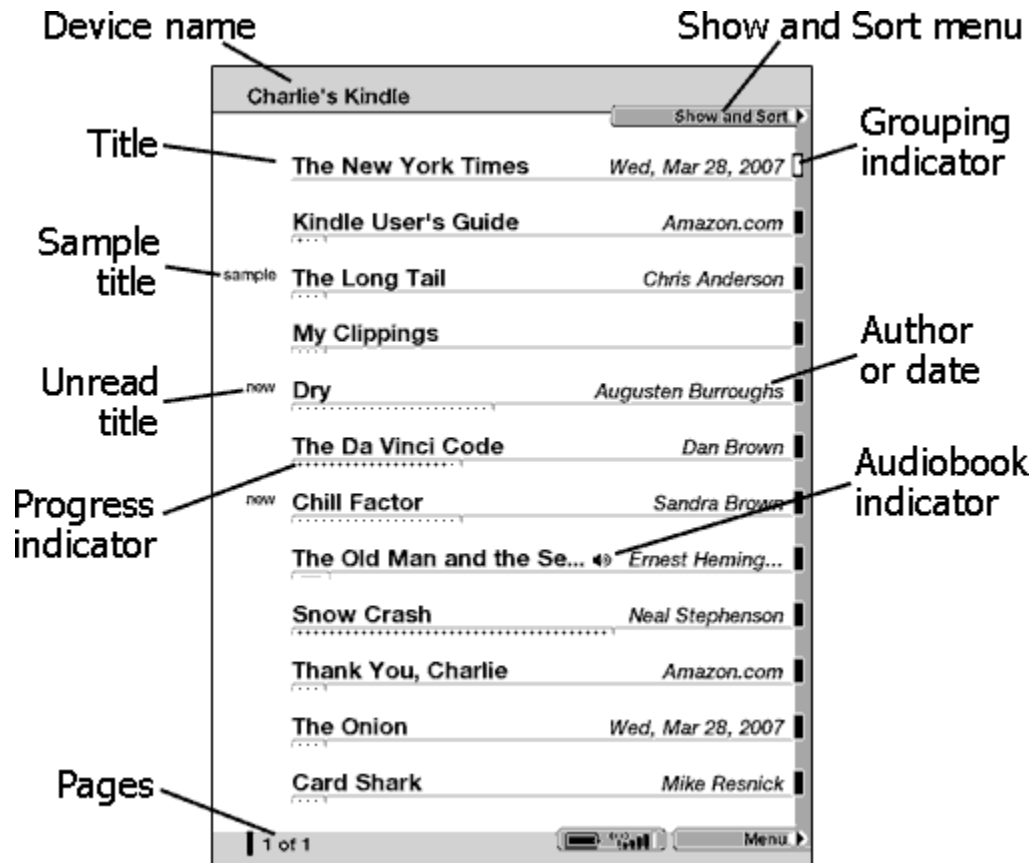 Device name
Show and Sort menu
Charlie's Kindle
Show and Sort
Grouping
indicator
Title
The New York Times Wed, Mar 28, 2007
Kindle User's Guide Amazon.com
Sample
title
sample The Long Tail Chris Anderson
My Clippings
Author
or date
Unread
title
new Dry Augusten Burroughs
The Da Vinci Code Dan Brown
Audiobook
indicator
Progress
indicator
new Chill Factor Sandra Brown
The Old Man and the Se... Ernest Heming...
Snow Crash Neal Stephenson
Thank You, Charlie Amazon.com
The Onion Wed, Mar 28, 2007
Card Shark Mike Resnick
Pages
1 of 1 Menu